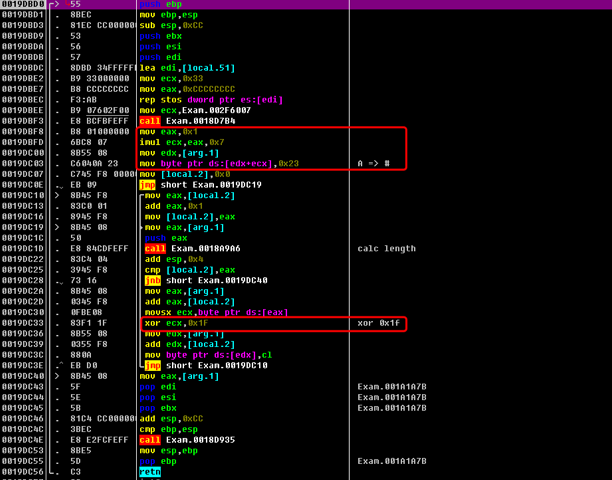 0019DBD0 55 push ebp
0019DBD1 . 8BEC mov ebp,esp
0019DBD3 . 81EC CC00000( sub esp,0xCC
0019DBD9 . 53 push ebx
0019DBDA . 56 push esi
0019DBDB . 57 push edi
0019DBDC . 8DBD 34FFFFF( lea edi,[local.51]
0019DBE2 . B9 33000000 mov ecx,0x33
0019DBE7 . B8 CCCCCCCC mov eax,0xCCCCCCCC
0019DBEC . F3:AB rep stos dword ptr es:[edi]
0019DBEE . B9 07602F00 mov ecx,Exam.002F6007
0019DBF3 . E8 BCFBFEFF call Exam.0018D7B4
0019DBF8 . B8 01000000 mov eax,0x1
0019DBFD . 6BC8 07 imul ecx,eax,0x7
0019DC00 . 8B55 08 mov edx,[arg.1]
0019DC03 . C6040A 23 mov byte ptr ds:[edx+ecx],0x23 A => #
0019DC07 . C745 F8 0000( mov [local.2],0x0
0019DC0E . EB 09 jmp short Exam.0019DC19
0019DC10 > 8B45 F8 mov eax,[local.2]
0019DC13 . 83C0 01 add eax,0x1
0019DC16 . 8945 F8 mov [local.2],eax
0019DC19 > 8B45 08 mov eax,[arg.1]
0019DC1C . 50 push eax
0019DC1D . E8 84CDFEFF call Exam.0018A9A6 calc length
0019DC22 . 83C4 04 add esp,0x4
0019DC25 . 3945 F8 cmp [local.2],eax
0019DC28 . 73 16 jnb short Exam.0019DC40
0019DC2A . 8B45 08 mov eax,[arg.1]
0019DC2D . 0345 F8 add eax,[local.2]
0019DC30 . 0FBE08 movsx ecx,byte ptr ds:[eax]
0019DC33 . 83F1 1F xor ecx,0x1F xor 0x1f
0019DC36 . 8B55 08 mov edx,[arg.1]
0019DC39 . 0355 F8 add edx,[local.2]
0019DC3C . 880A mov byte ptr ds:[edx],cl
0019DC3E . EB D0 jmp short Exam.0019DC10
0019DC40 > 8B45 08 mov eax,[arg.1]
0019DC43 . 5F pop edi Exam.001A1A7B
0019DC44 . 5E pop esi Exam.001A1A7B
0019DC45 . 5B pop ebx Exam.001A1A7B
0019DC46 . 81C4 CC00000( add esp,0xCC
0019DC4C . 3BEC cmp ebp,esp
0019DC4E . E8 E2FCFEFF call Exam.0018D935
0019DC53 . 8BE5 mov esp,ebp
0019DC55 . 5D pop ebp Exam.001A1A7B
0019DC56 . C3 retn